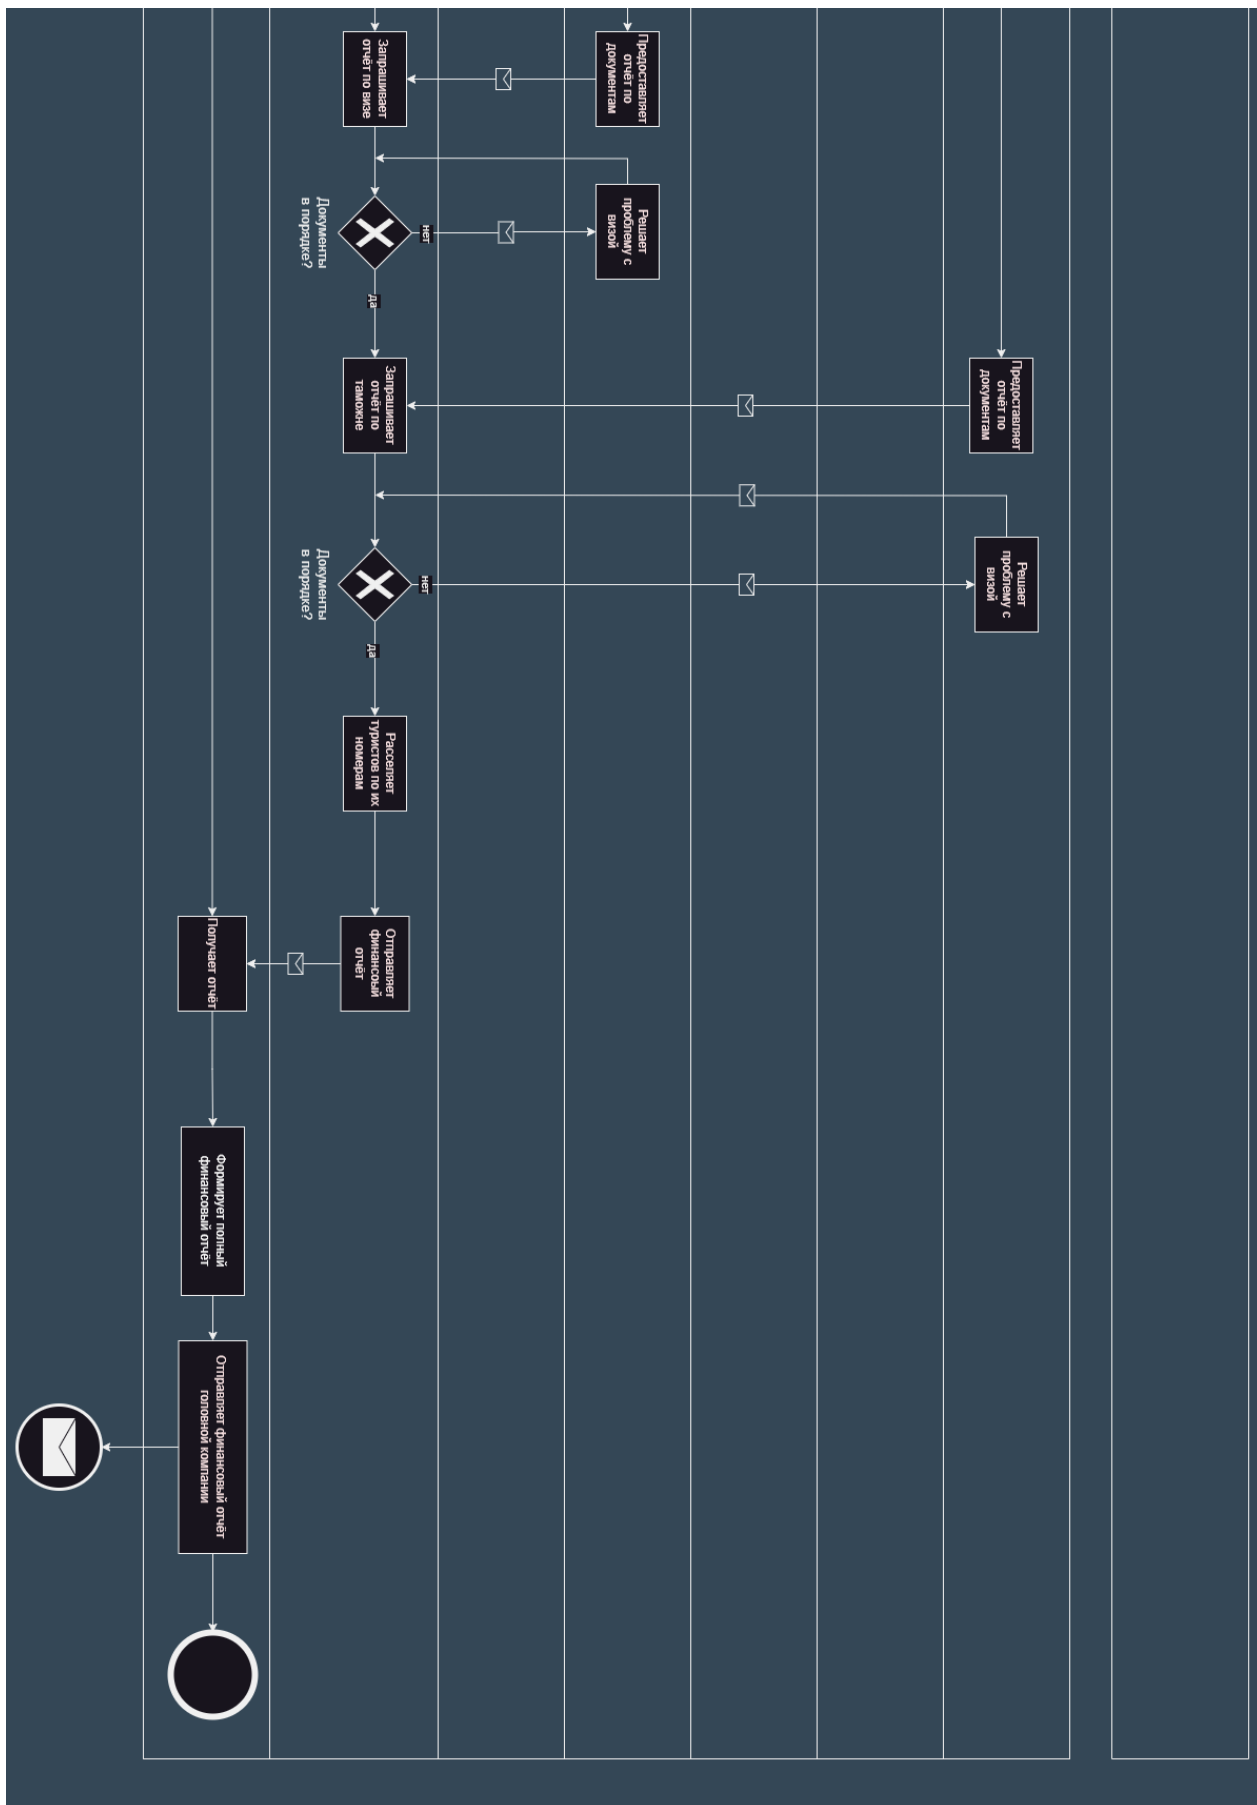 Запрашивает
отчёт по визе
Предоставляет
отчёт по
документам
Документы
в порядке?
нет
Решает
проблему с
визой
да
Запрашивает
отчёт по
таможне
Предоставляет
отчёт по
документам
Документы
в порядке?
нет
Решает
проблему с
визой
да
Расселяет
туристов по их
номерам
Отправляет
финансоый
отчёт
Получает отчёт
Формирует полный
финансовый отчёт
Отправляет финансовый отчёт
головной компании